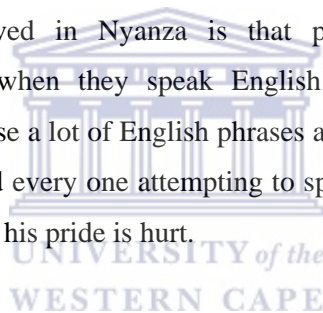 ved in Nyanza is that p
when they speak English
se a lot of English phrases a
d every one attempting to sp
his pride is hurt.
UNIVERSITY of the
WESTERN CAPE